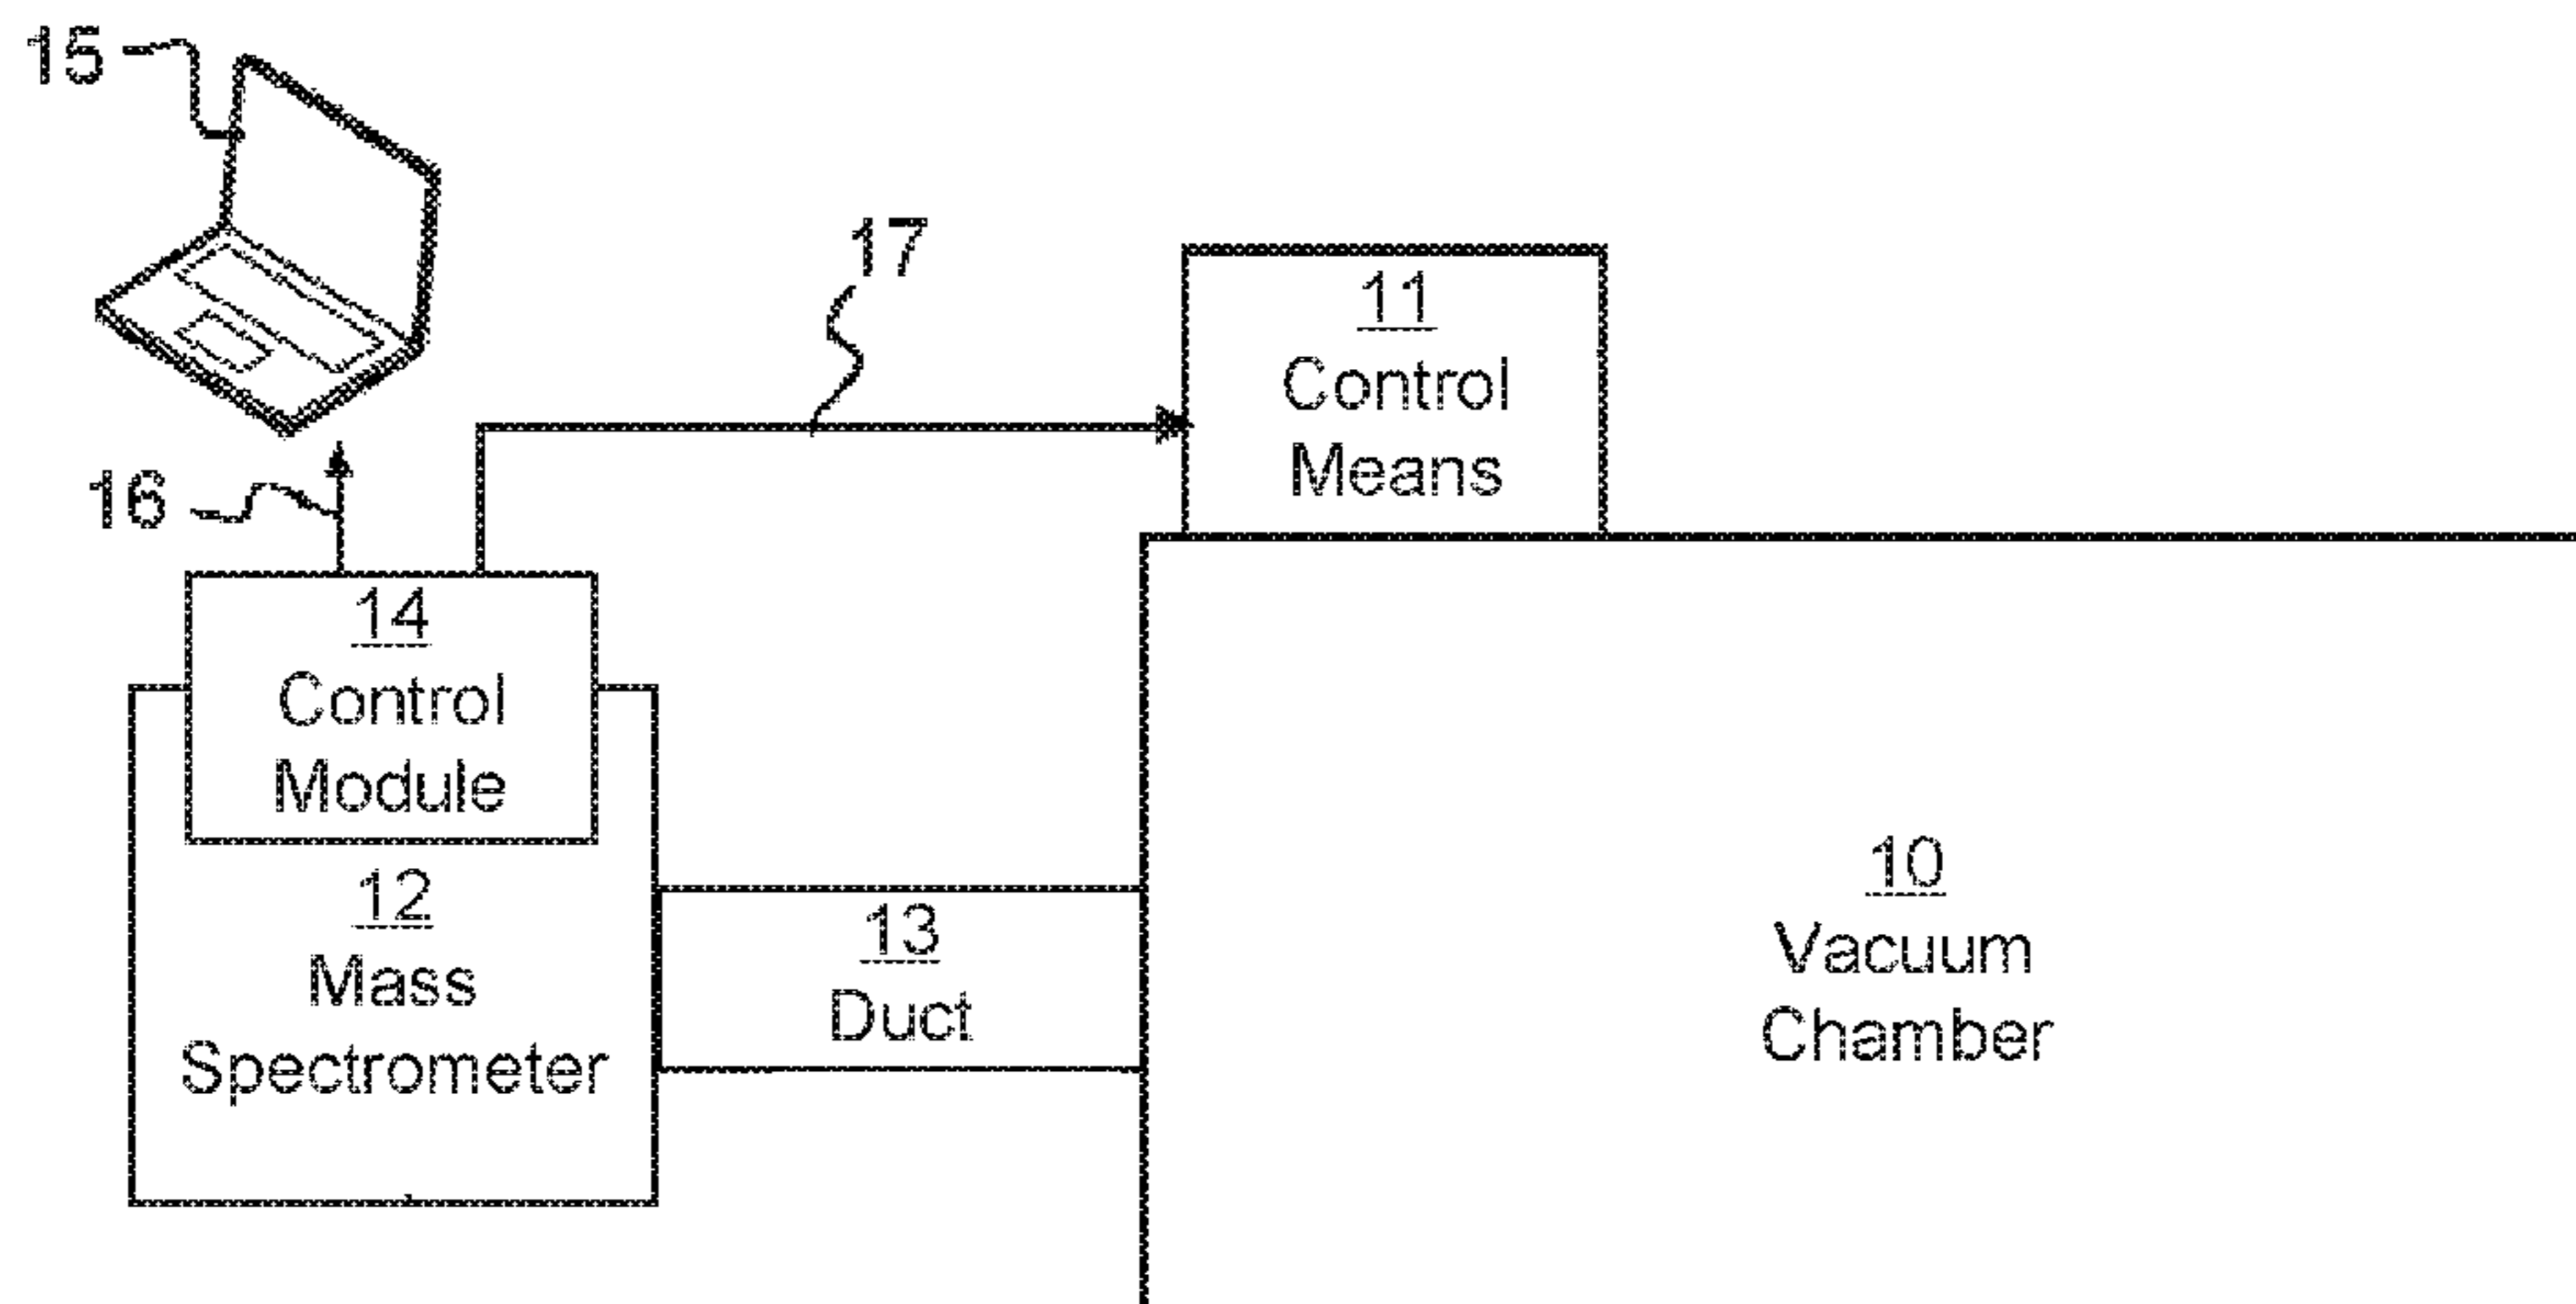 15
17
11
Control
Means
16
14
Control
Module
12
Mass
Spectrometer
13
Duct
10
Vacuum
Chamber